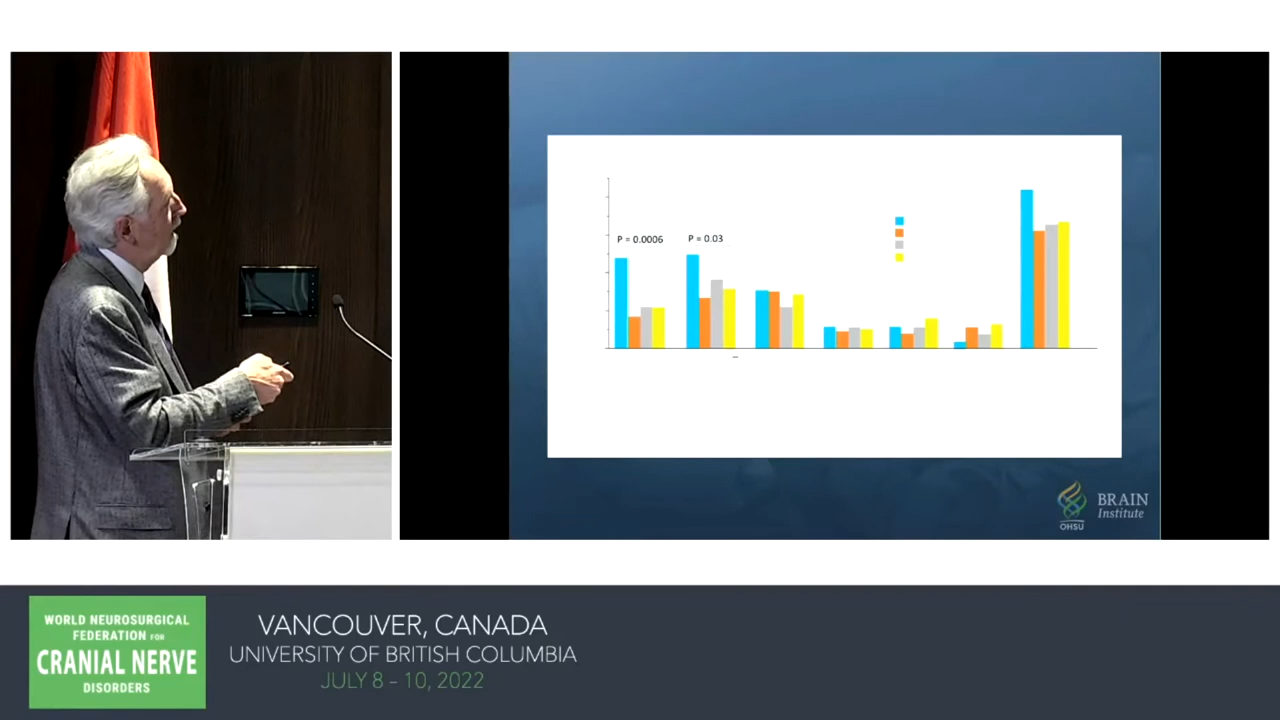 P = 0.0006
P = 0.03
BRAIN
Institute
OHSU
WORLD NEUROSURGICAL
FEDERATION FOR
CRANIAL NERVE
DISORDERS
VANCOUVER, CANADA
UNIVERSITY OF BRITISH COLUMBIA
JULY 8 – 10, 2022